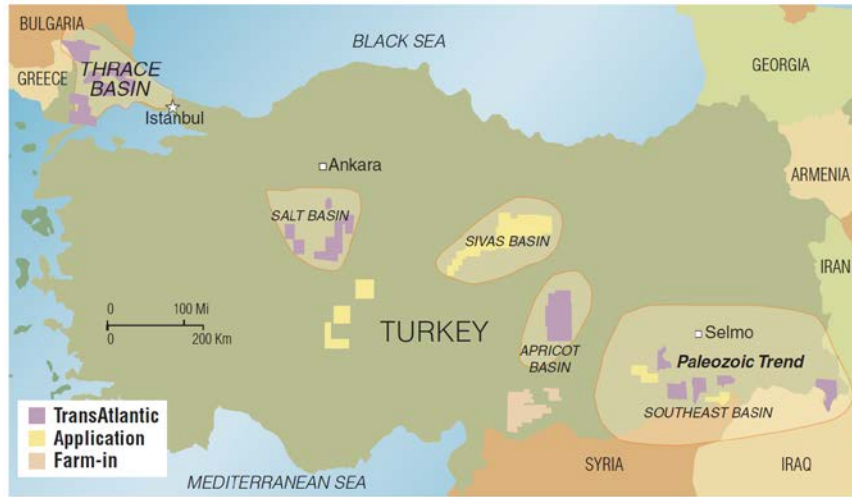 BULGARIA
BLACK SEA
THRACE
BASIN
GREECE
GEORGIA
Istanbul
Ankara
ARMENIA
SALT BASIN
SIVAS BASIN
IRAN
0 100 Mi
0 200 Km
TURKEY
Selmo
APRICOT
BASIN
Paleozoic Trend
SOUTHEAST BASIN
TransAtlantic
Application
Farm-in
SYRIA
IRAQ
MEDITERRANEAN SEA